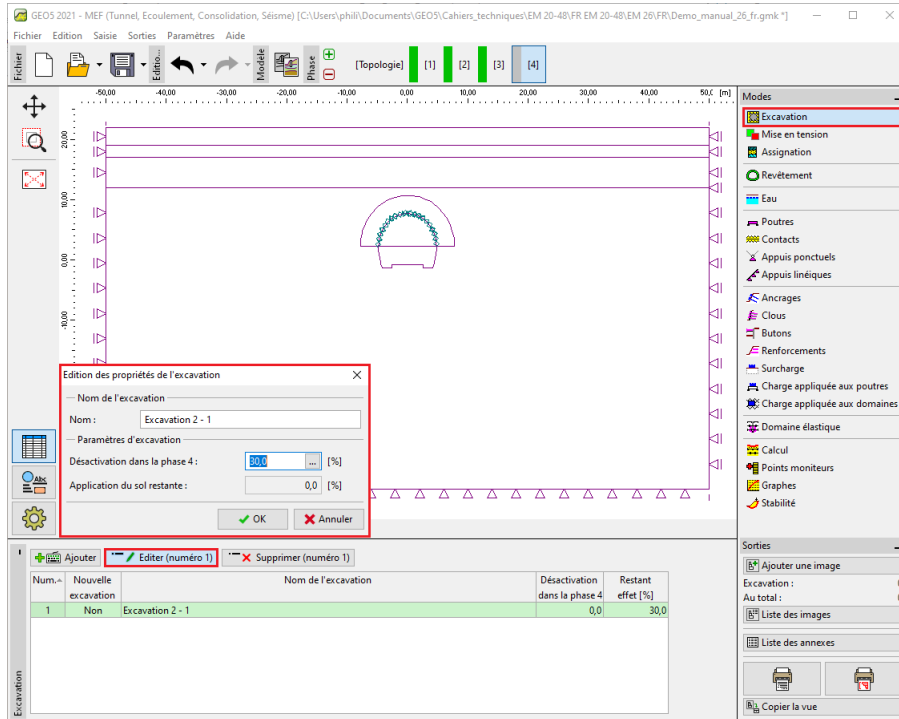 GEO5 2021 - MEF (Tunnel, Ecoulement, Consolidation, Séisme) [C:\Users\phili\Documents\GEO5\Cahiers_techniques\EM 20-48\FR EM 20-48\EM 26\FR\Demo_manual_26_fr.gmk *]
Fichier Edition Saisie Sorties Paramètres Aide
Fichier
Editio...
Modèle
Phase
[Topologie] [1] [2] [3] [4]
-50,00 -40,00 -30,00 -20,00 -10,00 0,00 10,00 20,00 30,00 40,00 50,( [m]
20,00
10,00
0,00
-10,00
Modes
Excavation
Mise en tension
Assignation
Revêtement
Eau
Poutres
Contacts
Appuis ponctuels
Appuis linéiques
Ancrages
Clous
Butons
Renforcements
Surcharge
Charge appliquée aux poutres
Charge appliquée aux domaines
Domaine élastique
Calcul
Points moniteurs
Graphes
Stabilité
Edition des propriétés de l'excavation
Nom de l'excavation
Nom : Excavation 2 - 1
Paramètres d'excavation
Désactivation dans la phase 4 : 30,0 ... [%]
Application du sol restante : 0,0 [%]
OK Annuler
Abc
Ajouter Editer (numéro 1) Supprimer (numéro 1)
Num. Nouvelle excavation Nom de l'excavation Désactivation dans la phase 4 Restant effet [%]
1 Non Excavation 2 - 1 0,0 30,0
Excavation
Sorties
Ajouter une image
Excavation :
Au total :
Liste des images
Liste des annexes
Copier la vue